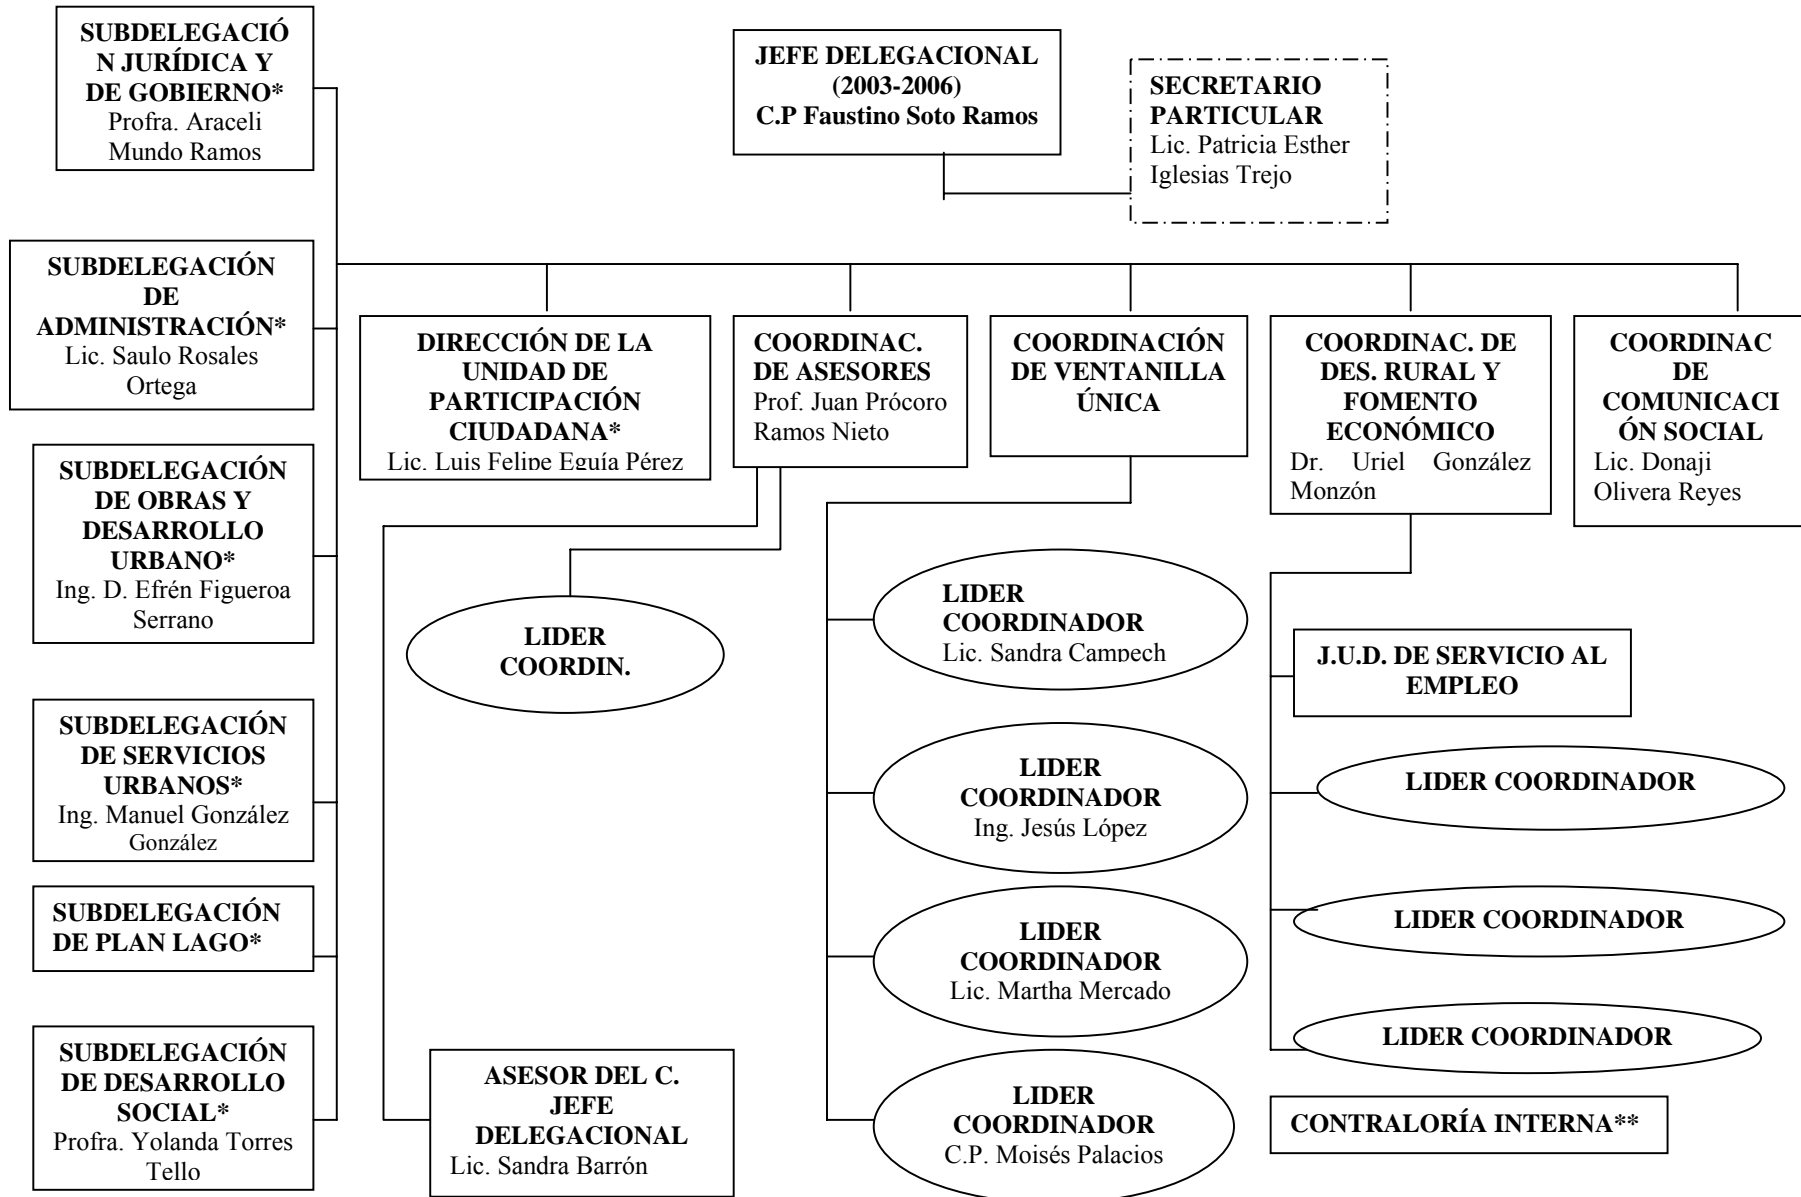 SUBDELEGACIÓ
N JURÍDICA Y
DE GOBIERNO*
Profra. Araceli
Mundo Ramos
JEFE DELEGACIONAL
(2003-2006)
C.P Faustino Soto Ramos
SECRETARIO
PARTICULAR
Lic. Patricia Esther
Iglesias Trejo
SUBDELEGACIÓN
DE
ADMINISTRACIÓN*
Lic. Saulo Rosales
Ortega
DIRECCIÓN DE LA
UNIDAD DE
PARTICIPACIÓN
CIUDADANA*
Lic. Luis Felipe Eguía Pérez
COORDINAC.
DE ASESORES
Prof. Juan Prócoro
Ramos Nieto
COORDINACIÓN
DE VENTANILLA
ÚNICA
COORDINAC. DE
DES. RURAL Y
FOMENTO
ECONÓMICO
Dr. Uriel González
Monzón
COORDINAC
DE
COMUNICACI
ÓN SOCIAL
Lic. Donaji
Olivera Reyes
SUBDELEGACIÓN
DE OBRAS Y
DESARROLLO
URBANO*
Ing. D. Efrén Figueroa
Serrano
LIDER
COORDIN.
LIDER
COORDINADOR
Lic. Sandra Campech
J.U.D. DE SERVICIO AL
EMPLEO
SUBDELEGACIÓN
DE SERVICIOS
URBANOS*
Ing. Manuel González
González
LIDER
COORDINADOR
Ing. Jesús López
LIDER COORDINADOR
SUBDELEGACIÓN
DE PLAN LAGO*
LIDER
COORDINADOR
Lic. Martha Mercado
LIDER COORDINADOR
LIDER COORDINADOR
SUBDELEGACIÓN
DE DESARROLLO
SOCIAL*
Profra. Yolanda Torres
Tello
ASESOR DEL C.
JEFE
DELEGACIONAL
Lic. Sandra Barrón
LIDER
COORDINADOR
C.P. Moisés Palacios
CONTRALORÍA INTERNA**